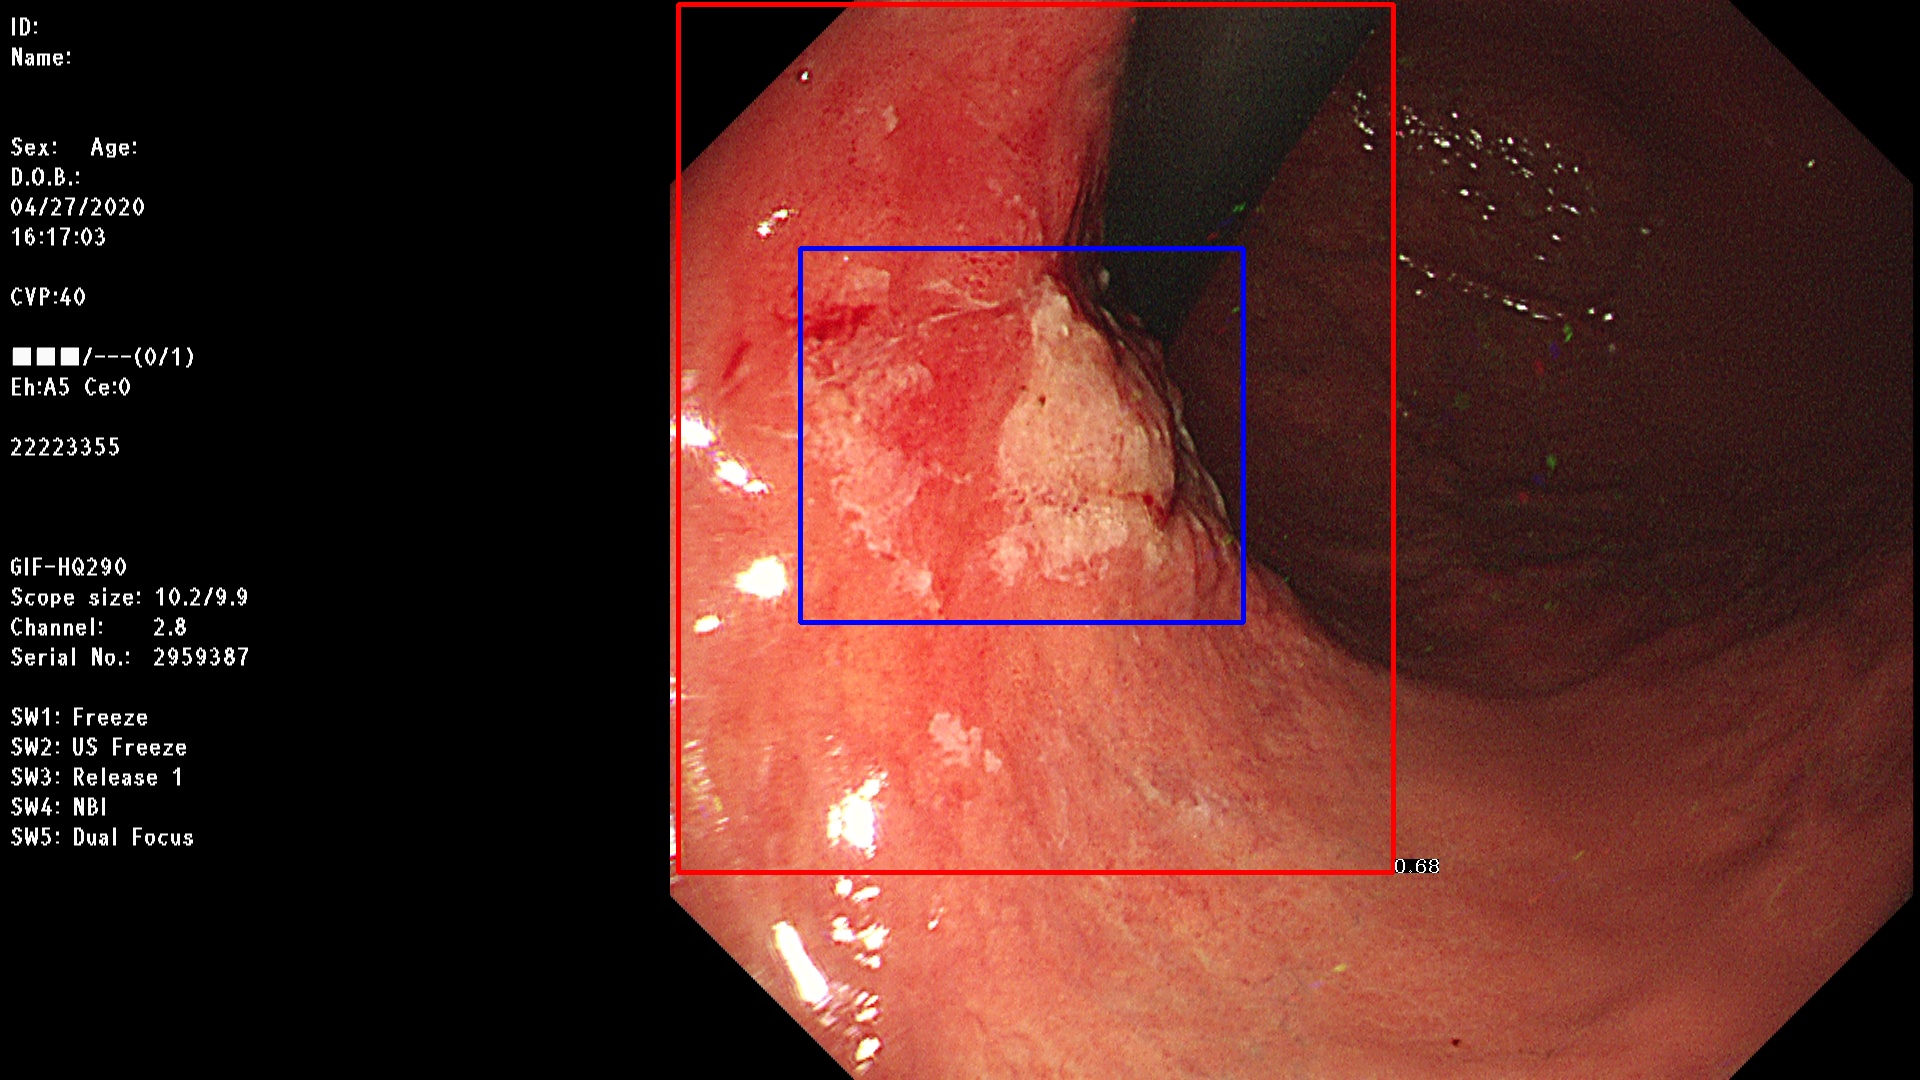 ID:
Name:
Sex: Age:
D.O.B.:
04/27/2020
16:17:03
CVP:40
■■■/---(0/1)
Eh:A5 Ce:0
22223355
GIF-HQ290
Scope size: 10.2/9.9
Channel: 2.8
Serial No.: 2959387
SW1: Freeze
SW2: US Freeze
SW3: Release 1
SW4: NBI
SW5: Dual Focus
0.68